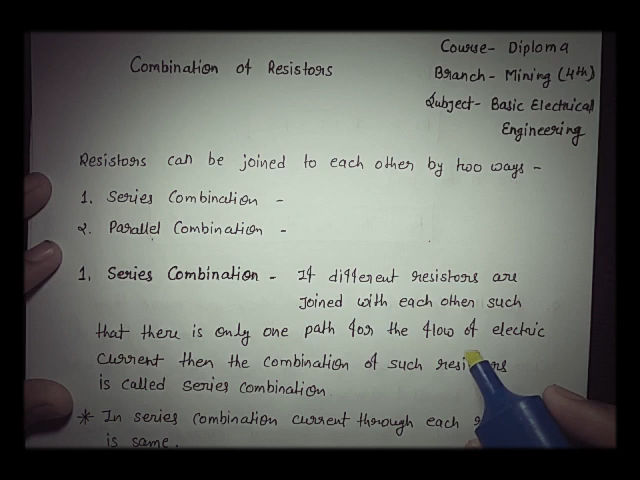 Combination of Resistors
Course- Diploma
Branch- Mining (4th)
Subject- Basic Electrical
Engineering
Resistors can be joined to each other by two ways -
1. Series Combination -
2. Parallel Combination -
1. Series Combination - If different resistors are
joined with each other such
that there is only one path for the flow of electric
current then the combination of such
is called series combination.
* In series combination current through each
is same.